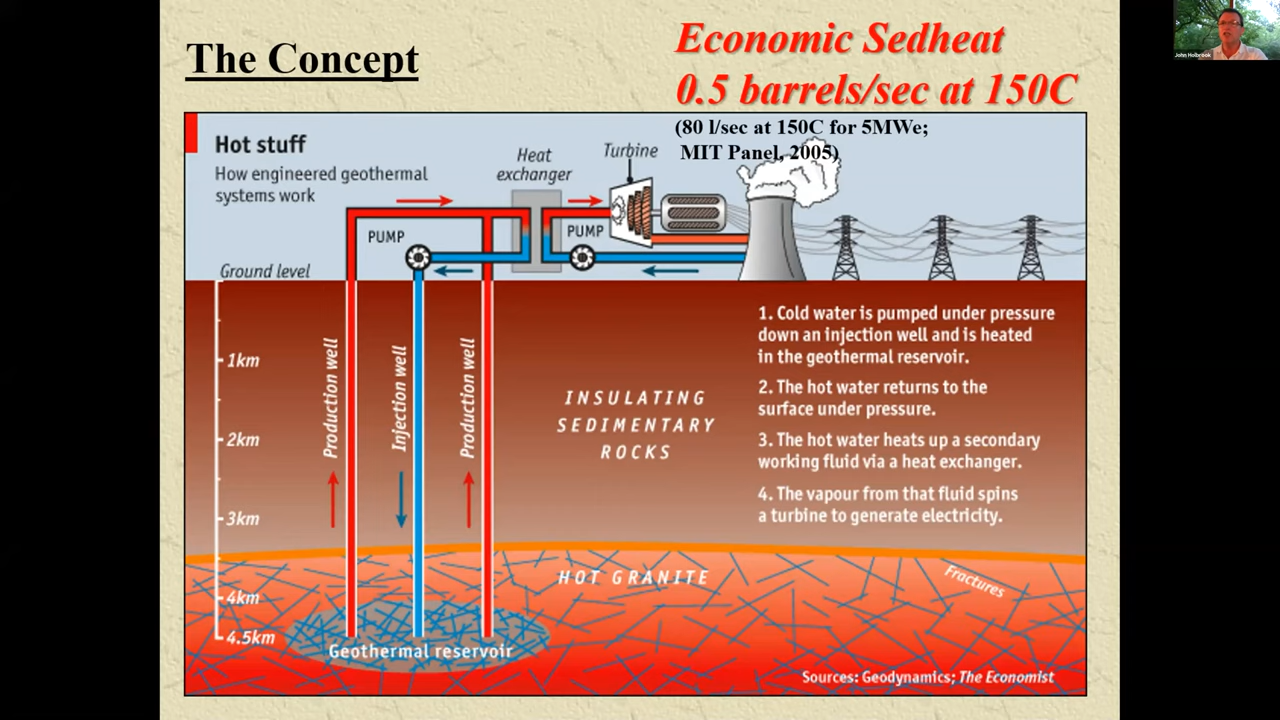 The Concept
Economic Sedheat
0.5 barrels/sec at 150C
(80 l/sec at 150C for 5MWe;
MIT Panel, 2005)
John Holbrook
Hot stuff
How engineered geothermal
systems work
Heat
exchanger
Turbine
PUMP
PUMP
Ground level
1km
2km
3km
4km
4.5km
Production well
Injection well
Production well
INSULATING
SEDIMENTARY
ROCKS
1. Cold water is pumped under pressure
down an injection well and is heated
in the geothermal reservoir.
2. The hot water returns to the
surface under pressure.
3. The hot water heats up a secondary
working fluid via a heat exchanger.
4. The vapour from that fluid spins
a turbine to generate electricity.
HOT GRANITE
Fractures
Geothermal reservoir
Sources: Geodynamics; The Economist